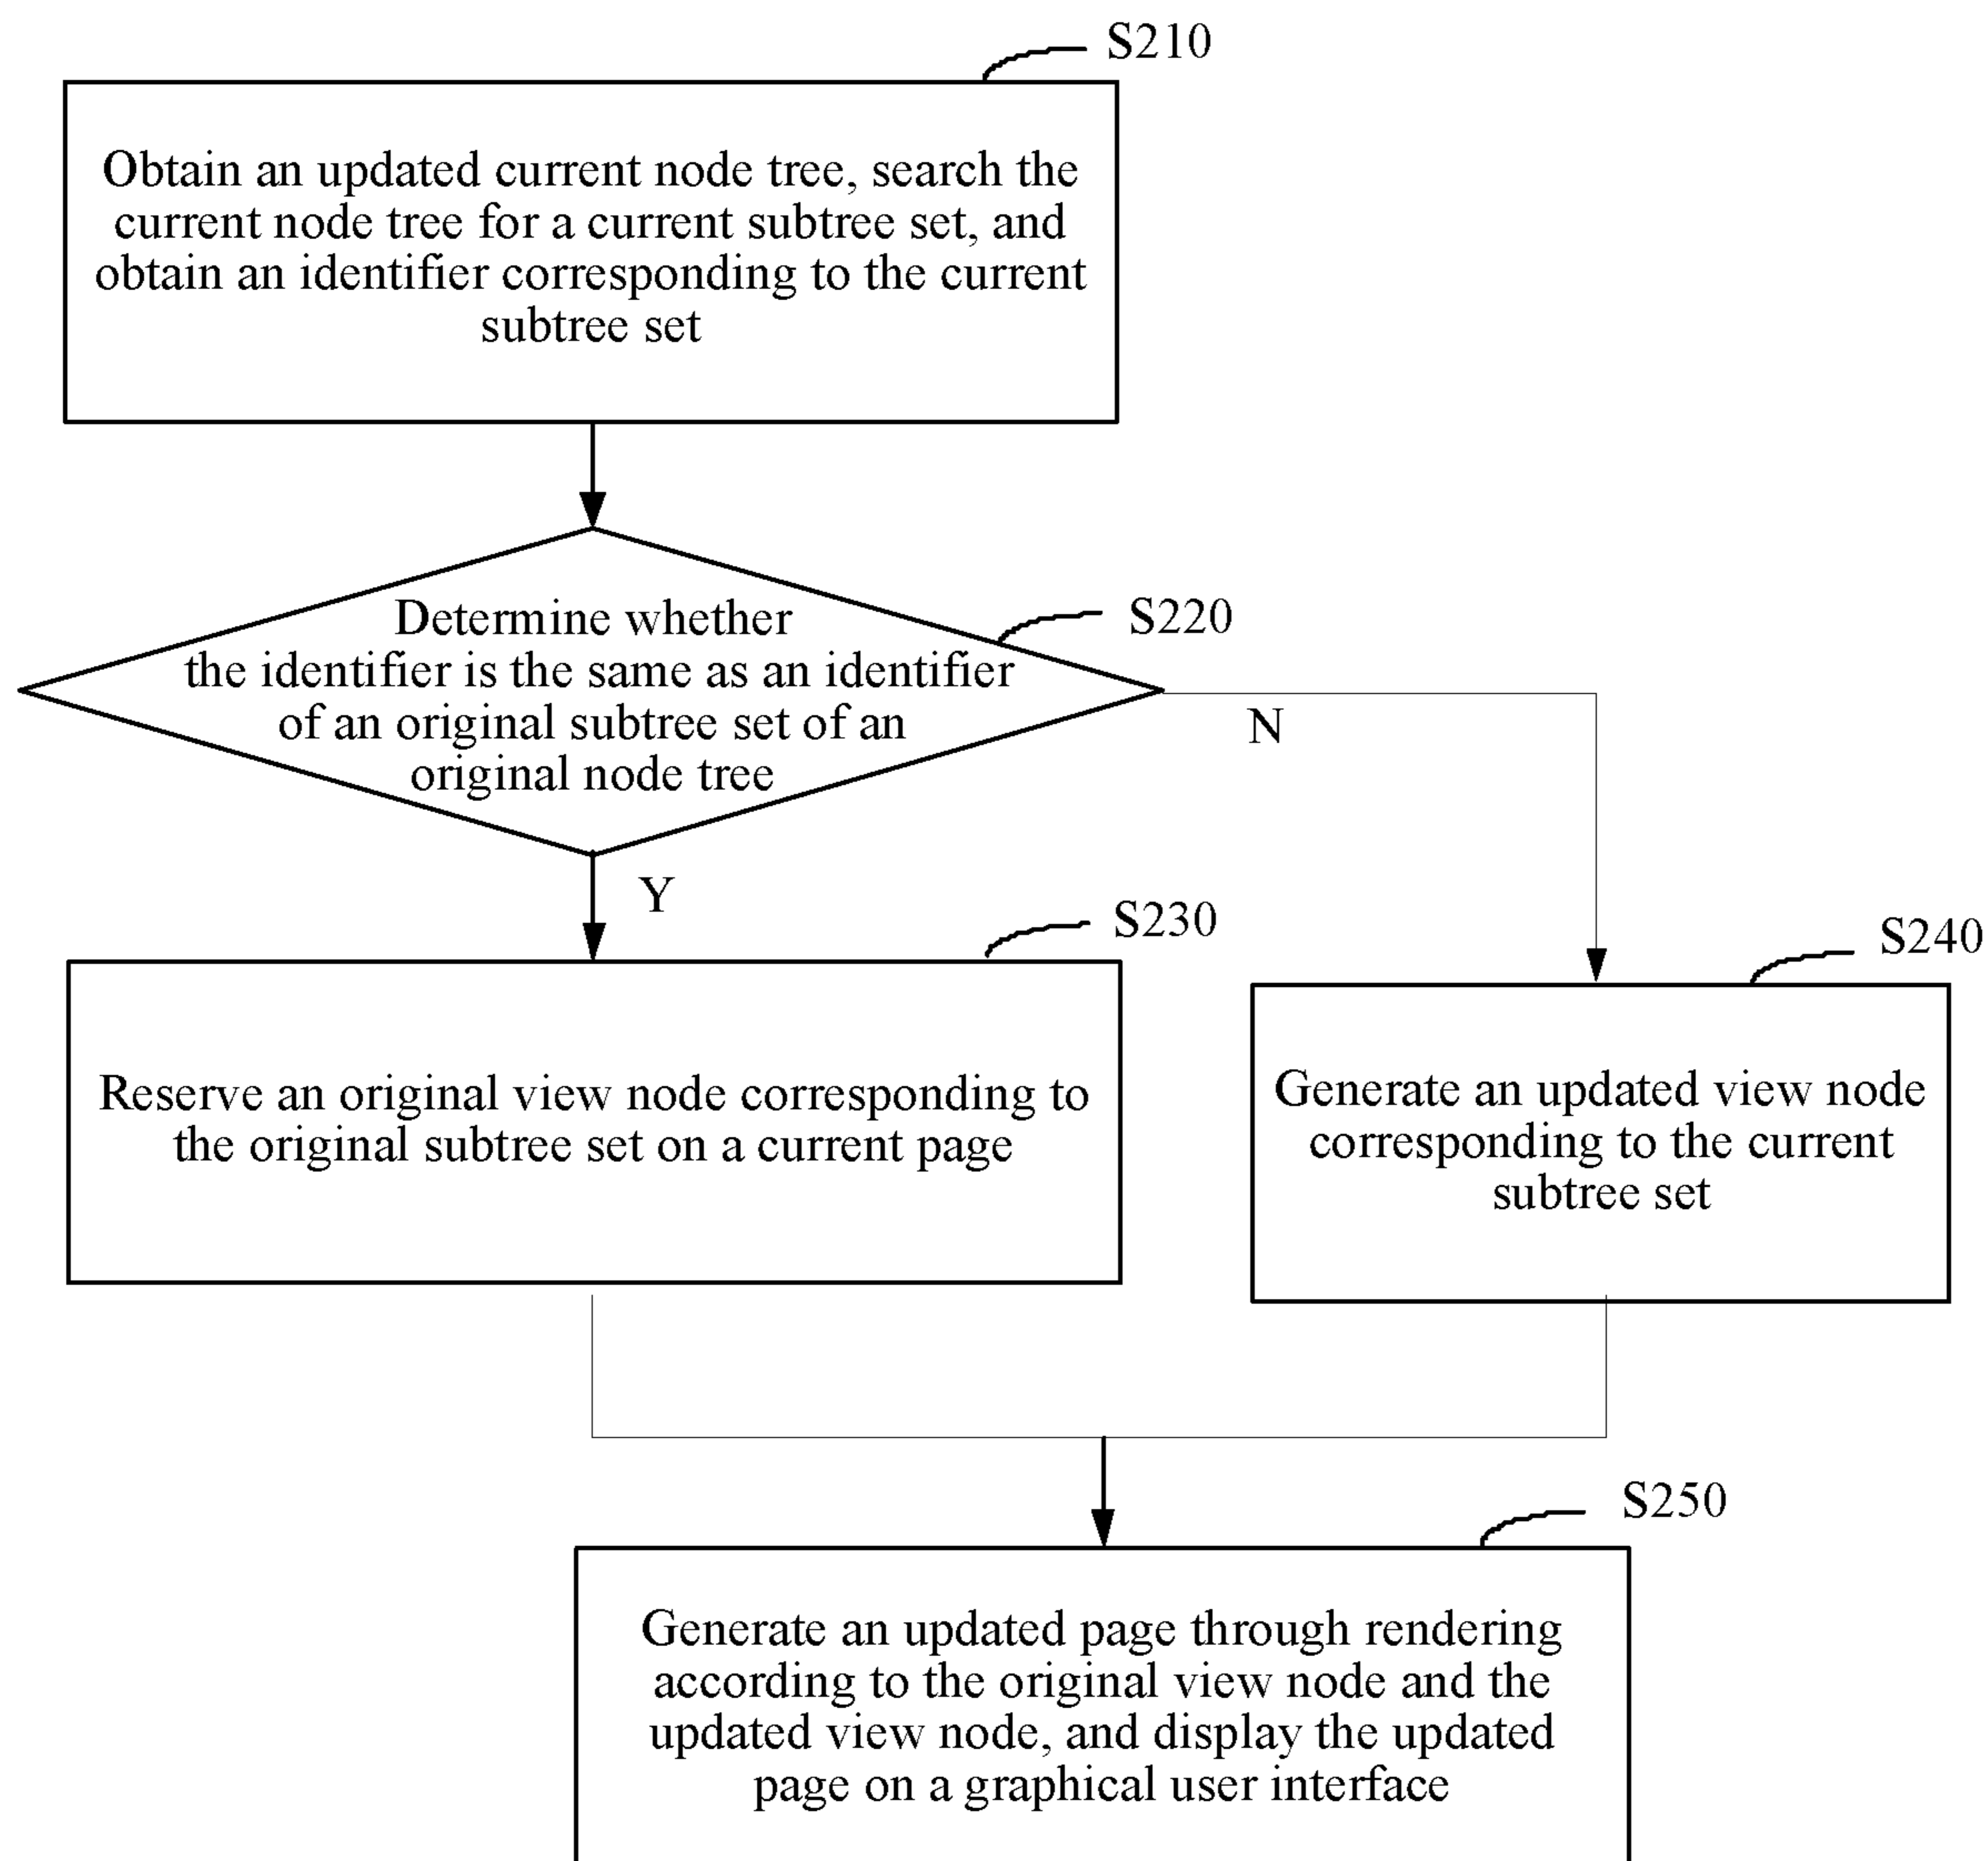 S210
Obtain an updated current node tree, search the
current node tree for a current subtree set, and
obtain an identifier corresponding to the current
subtree set
S220
Determine whether
the identifier is the same as an identifier
of an original subtree set of an
original node tree
N
Y
S230
Reserve an original view node corresponding to
the original subtree set on a current page
S240
Generate an updated view node
corresponding to the current
subtree set
S250
Generate an updated page through rendering
according to the original view node and the
updated view node, and display the updated
page on a graphical user interface